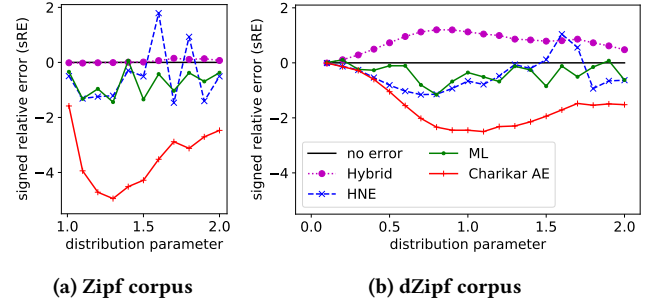 signed relative error (sRE)
2
0
−2
−4
1.0
1.5
2.0
distribution parameter
(a) Zipf corpus
signed relative error (sRE)
2
0
−2
−4
no error
Hybrid
HNE
ML
Charikar AE
0.0
0.5
1.0
1.5
2.0
distribution parameter
(b) dZipf corpus